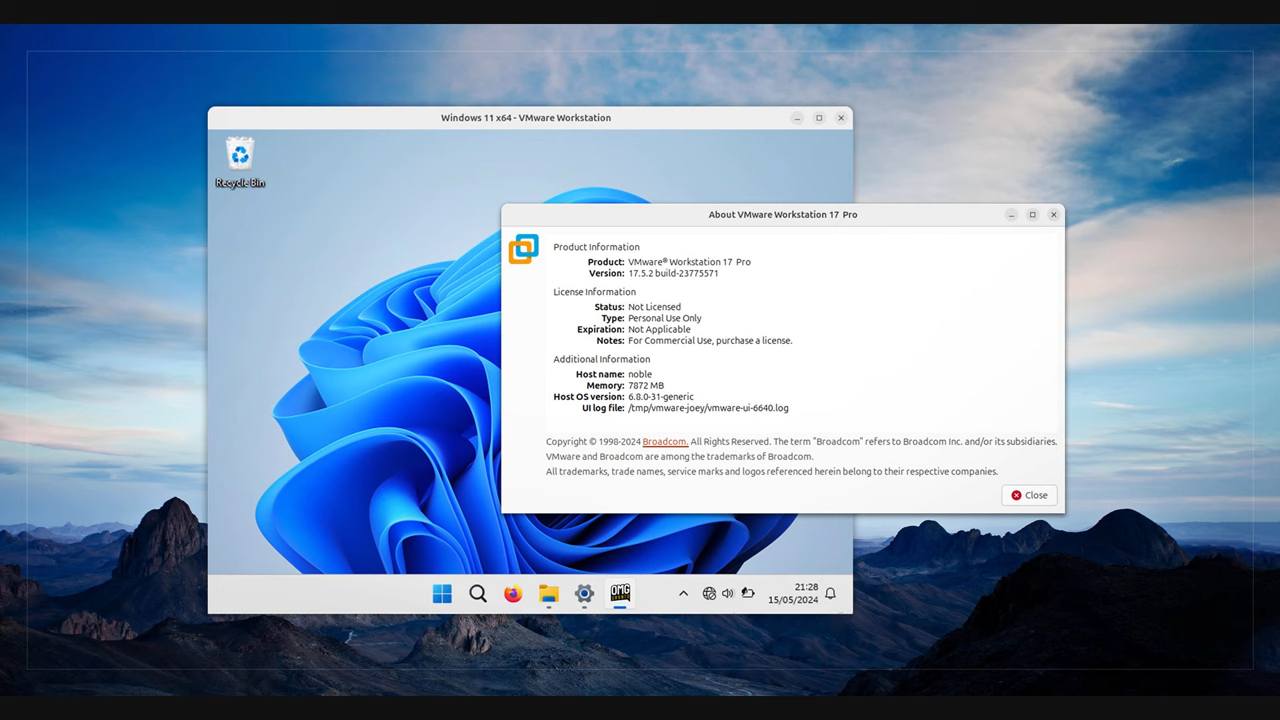 Windows 11 x64 - VMware Workstation
Recycle Bin
About VMware Workstation 17 Pro
Product Information
Product: VMware® Workstation 17 Pro
Version: 17.5.2 build-23775571
License Information
Status: Not Licensed
Type: Personal Use Only
Expiration: Not Applicable
Notes: For Commercial Use, purchase a license.
Additional Information
Host name: noble
Memory: 7872 MB
Host OS version: 6.8.0-31-generic
UI log file: /tmp/vmware-joey/vmware-ui-6640.log
Copyright © 1998-2024 Broadcom. All Rights Reserved. The term "Broadcom" refers to Broadcom Inc. and/or its subsidiaries.
VMware and Broadcom are among the trademarks of Broadcom.
All trademarks, trade names, service marks and logos referenced herein belong to their respective companies.
Close
OMG
UBUNTU
21:28
15/05/2024